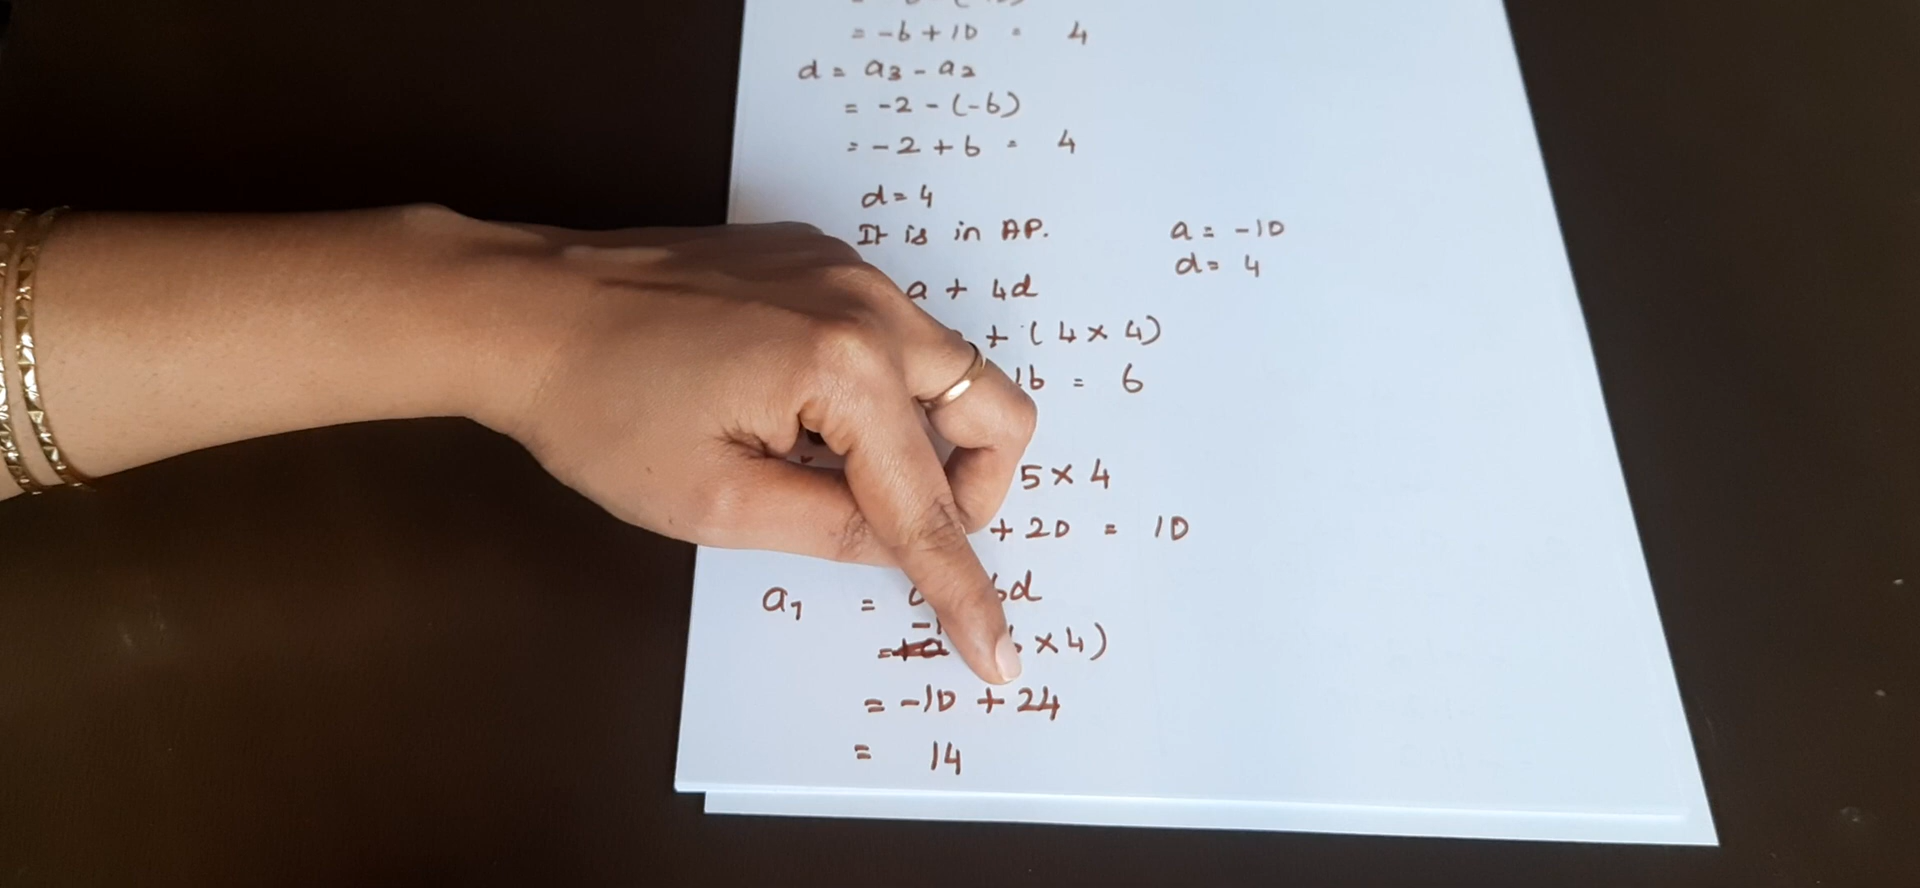 = -6 + 10 = 4
d = a3 - a2
= -2 - (-6)
= -2 + 6 = 4
d = 4
It is in AP.
a = -10
d = 4
a + 4d
+ (4 × 4)
16 = 6
5 × 4
+ 20 = 10
a7 = 6d
= × 4)
= -10 + 24
= 14